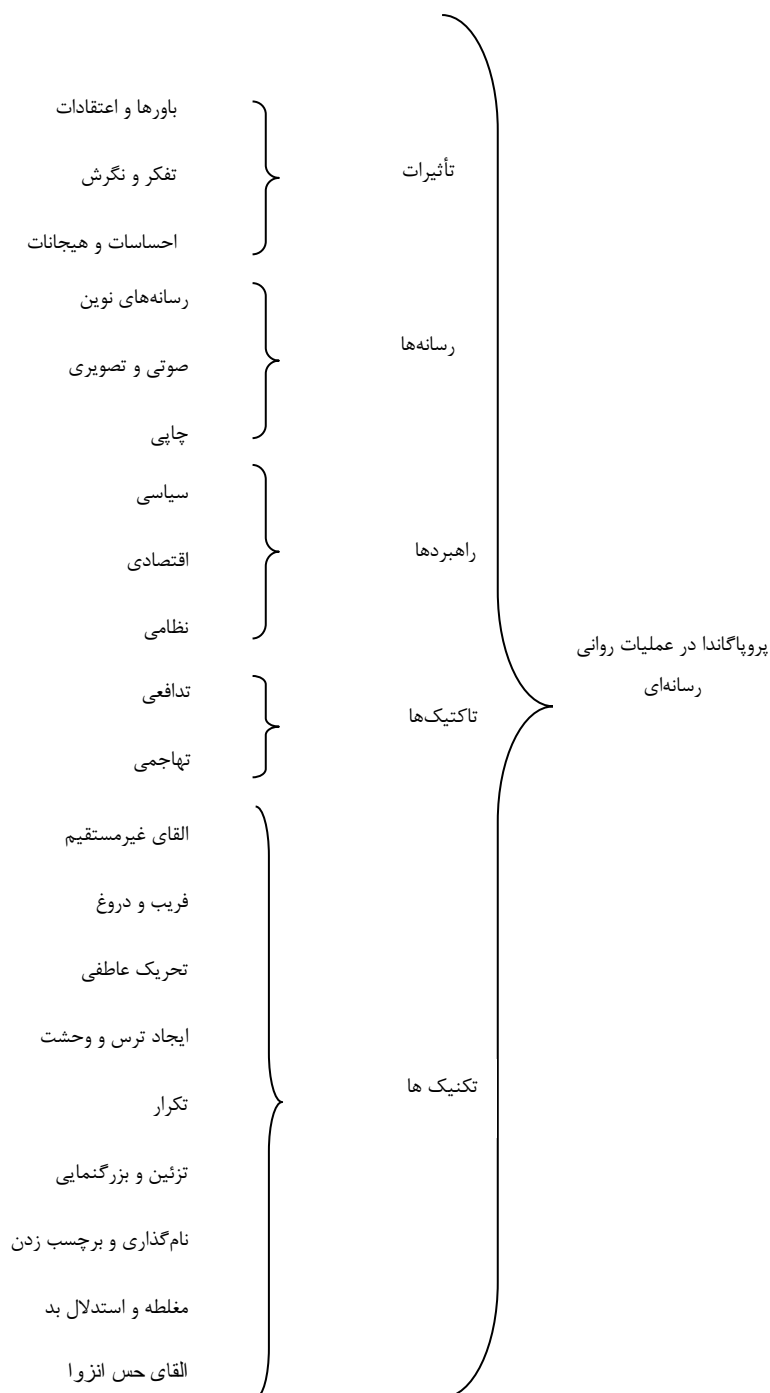 پروپاگاندا در عملیات روانی
رسانه‌ای
تأثیرات
باورها و اعتقادات
تفکر و نگرش
احساسات و هیجانات
رسانه‌ها
رسانه‌های نوین
صوتی و تصویری
چاپی
راهبردها
سیاسی
اقتصادی
نظامی
تاکتیک‌ها
تدافعی
تهاجمی
تکنیک ها
القای غیرمستقیم
فریب و دروغ
تحریک عاطفی
ایجاد ترس و وحشت
تکرار
تزئین و بزرگنمایی
نام‌گذاری و برچسب زدن
مغلطه و استدلال بد
القای حس انزوا